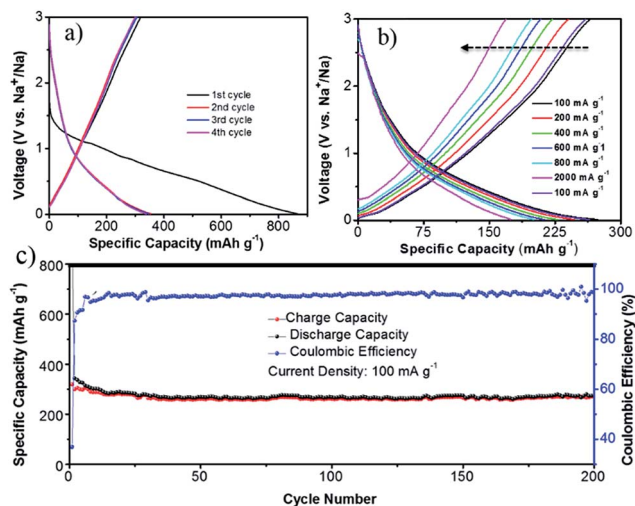 a)
Voltage (V vs. Na⁺/Na)
3
2
1
0
1st cycle
2nd cycle
3rd cycle
4th cycle
0 200 400 600 800
Specific Capacity (mAh g⁻¹)
b)
Voltage (V vs. Na⁺/Na)
3
2
1
0
100 mA g⁻¹
200 mA g⁻¹
400 mA g⁻¹
600 mA g⁻¹
800 mA g⁻¹
2000 mA g⁻¹
100 mA g⁻¹
0 75 150 225 300
Specific Capacity (mAh g⁻¹)
c)
Specific Capacity (mAh g⁻¹)
800
600
400
200
0
Charge Capacity
Discharge Capacity
Coulombic Efficiency
Current Density: 100 mA g⁻¹
100
80
60
40
Coulombic Efficiency (%)
0 50 100 150 200
Cycle Number